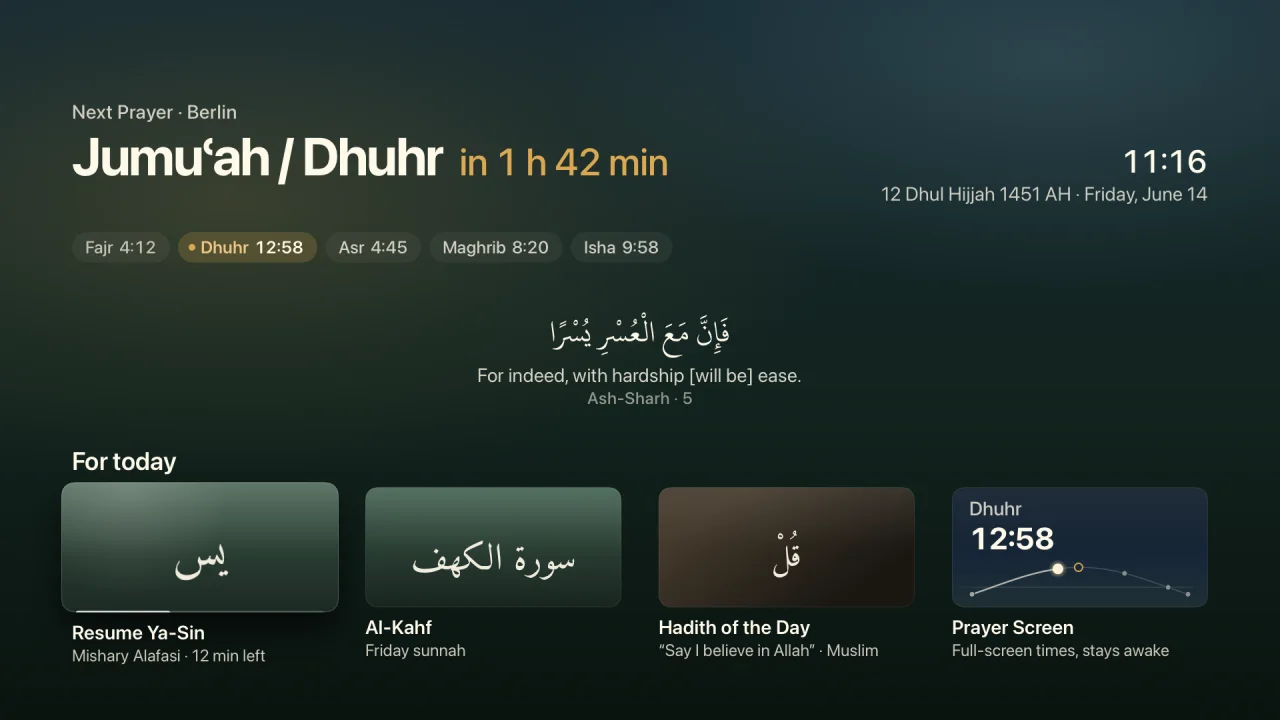 Next Prayer · Berlin
Jumuʻah / Dhuhr in 1 h 42 min
11:16
12 Dhul Hijjah 1451 AH · Friday, June 14
Fajr 4:12 Dhuhr 12:58 Asr 4:45 Maghrib 8:20 Isha 9:58
فَإِنَّ مَعَ الْعُسْرِ يُسْرًا
For indeed, with hardship [will be] ease.
Ash-Sharh · 5
For today
يس
Resume Ya-Sin
Mishary Alafasi · 12 min left
سورة الكهف
Al-Kahf
Friday sunnah
قُلْ
Hadith of the Day
“Say I believe in Allah” · Muslim
Dhuhr
12:58
Prayer Screen
Full-screen times, stays awake